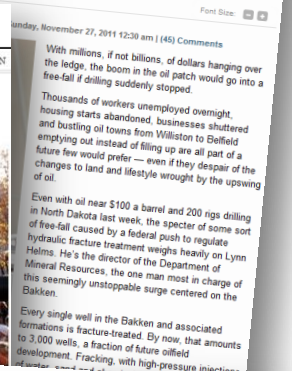 Font Size:
Sunday, November 27, 2011 12:30 am | (45) Comments
With millions, if not billions, of dollars hanging over
the ledge, the boom in the oil patch would go into a
free-fall if drilling suddenly stopped.
Thousands of workers unemployed overnight,
housing starts abandoned, businesses shuttered
and bustling oil towns from Williston to Belfield
emptying out instead of filling up are all part of a
future few would prefer — even if they despair of the
changes to land and lifestyle wrought by the upswing
of oil.
Even with oil near $100 a barrel and 200 rigs drilling
in North Dakota last week, the specter of some sort
of free-fall caused by a federal push to regulate
hydraulic fracture treatment weighs heavily on Lynn
Helms. He's the director of the Department of
Mineral Resources, the one man most in charge of
this seemingly unstoppable surge centered on the
Bakken.
Every single well in the Bakken and associated
formations is fracture-treated. By now, that amounts
to 3,000 wells, a fraction of future oilfield
development. Fracking, with high-pressure injections
of water, sand and